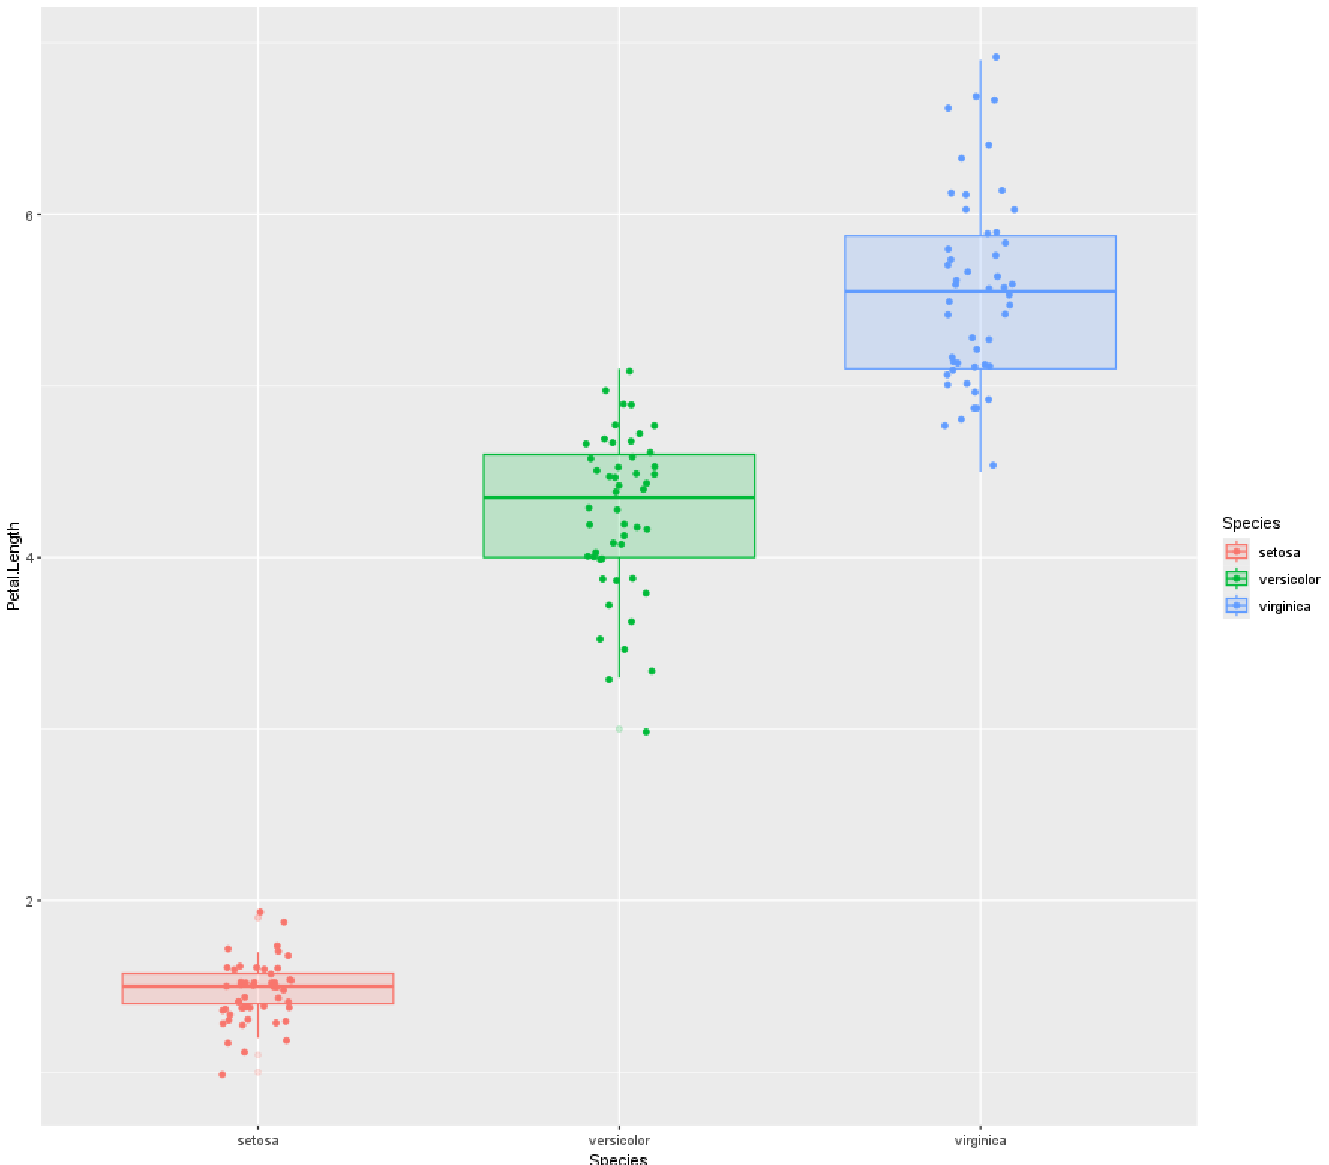 6
4
2
Petal.Length
setosa
versicolor
virginica
Species
Species
setosa
versicolor
virginica